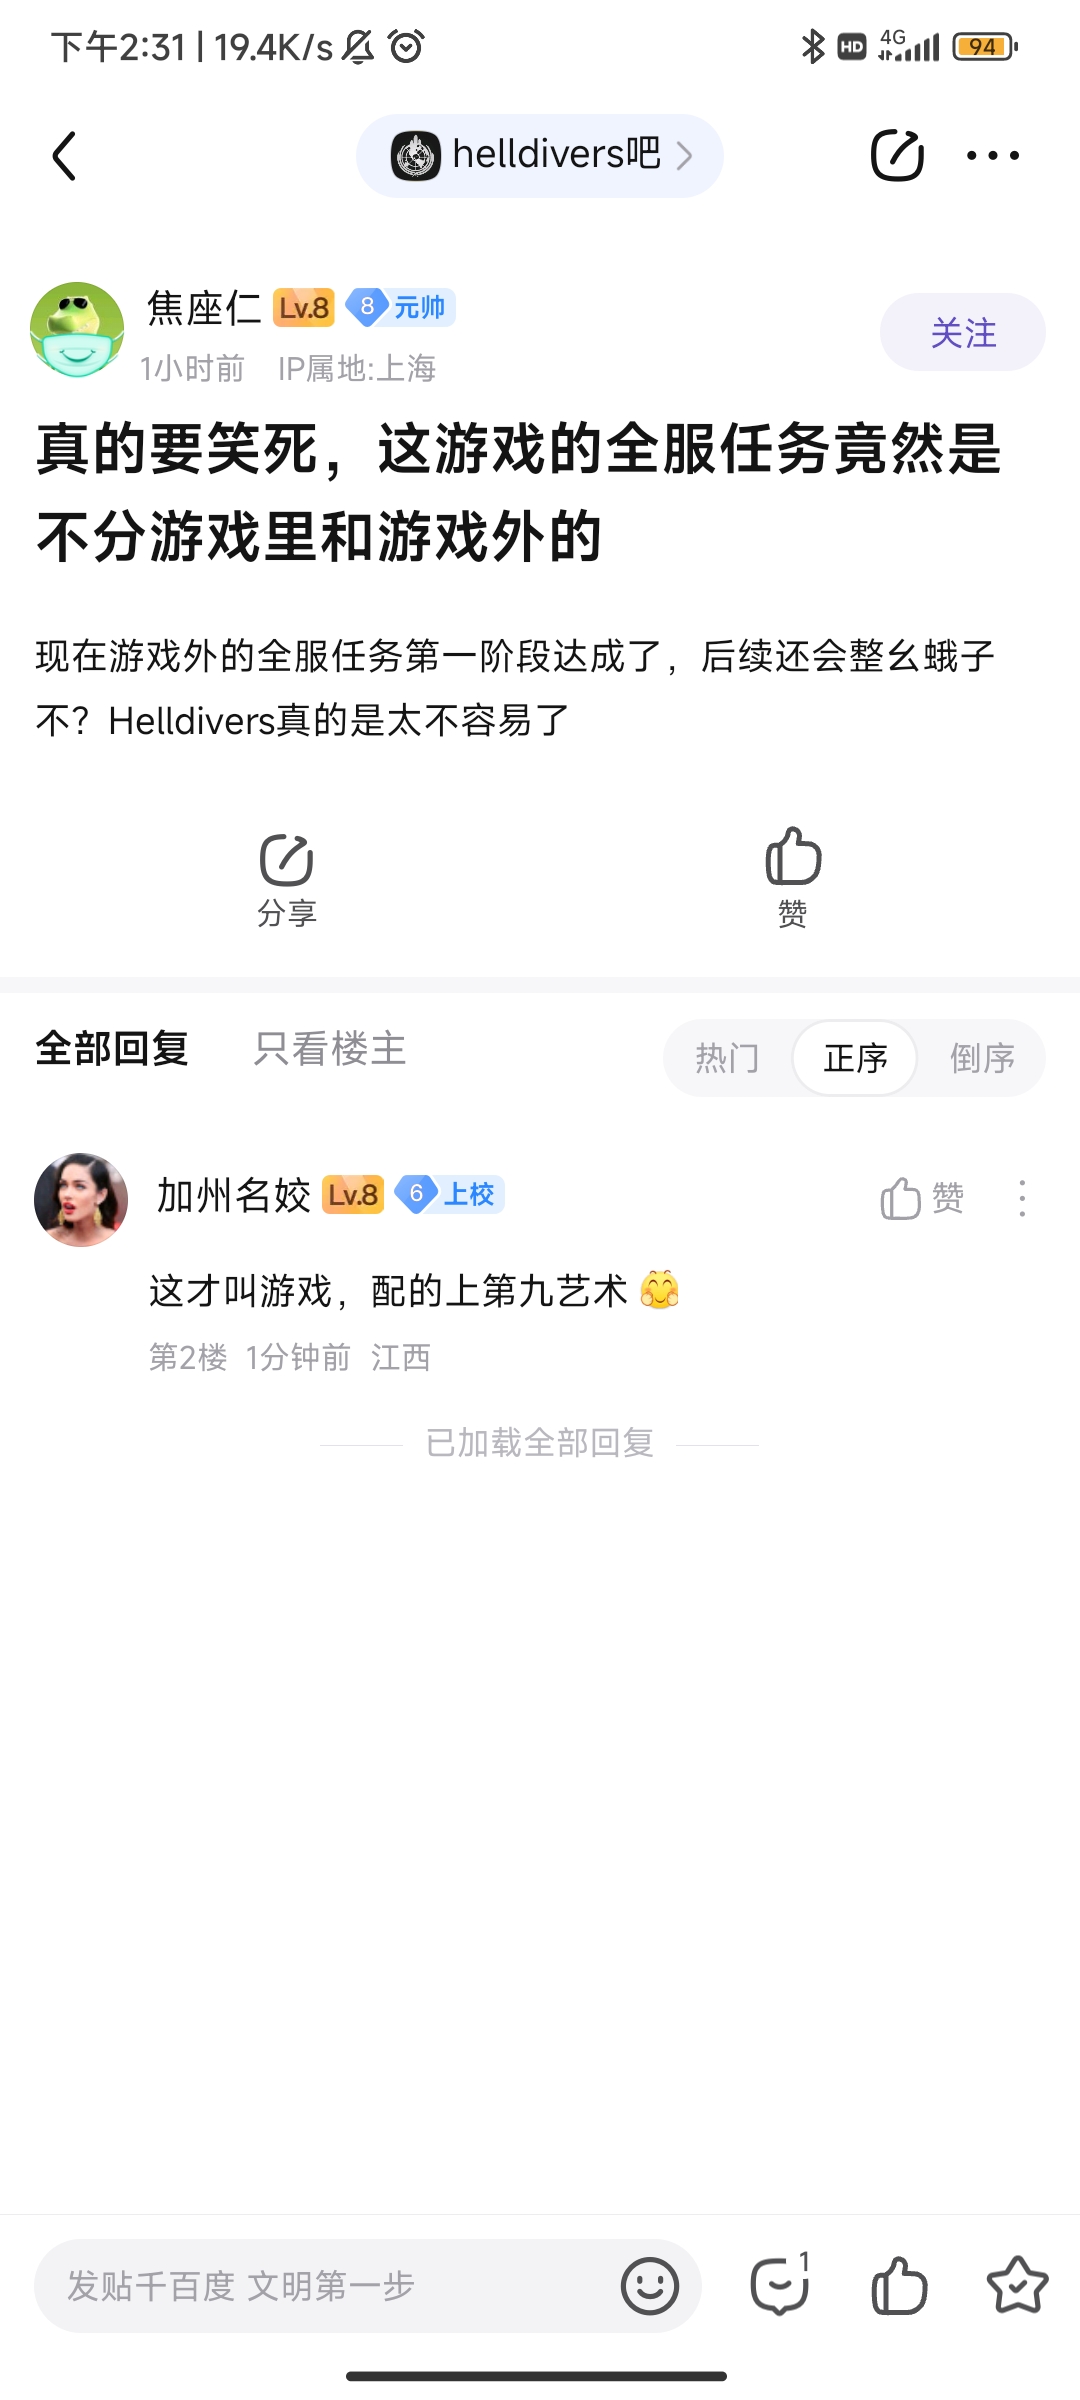 下午2:31 | 19.4K/s
HD 4G 94
helldivers吧
焦座仁 Lv.8 8 元帅
关注
1小时前 IP属地:上海
真的要笑死，这游戏的全服任务竟然是
不分游戏里和游戏外的
现在游戏外的全服任务第一阶段达成了，后续还会整幺蛾子
不？Helldivers真的是太不容易了
分享 赞
全部回复 只看楼主 热门 正序 倒序
加州名姣 Lv.8 6 上校 赞
这才叫游戏，配的上第九艺术
第2楼 1分钟前 江西
已加载全部回复
发贴千百度 文明第一步 1